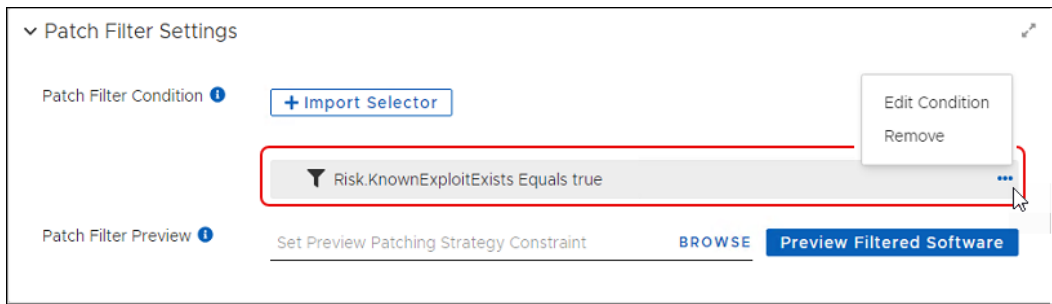 Patch Filter Settings
Patch Filter Condition
+ Import Selector
Edit Condition
Remove
Risk.KnownExploitExists Equals true
Patch Filter Preview
Set Preview Patching Strategy Constraint
BROWSE
Preview Filtered Software